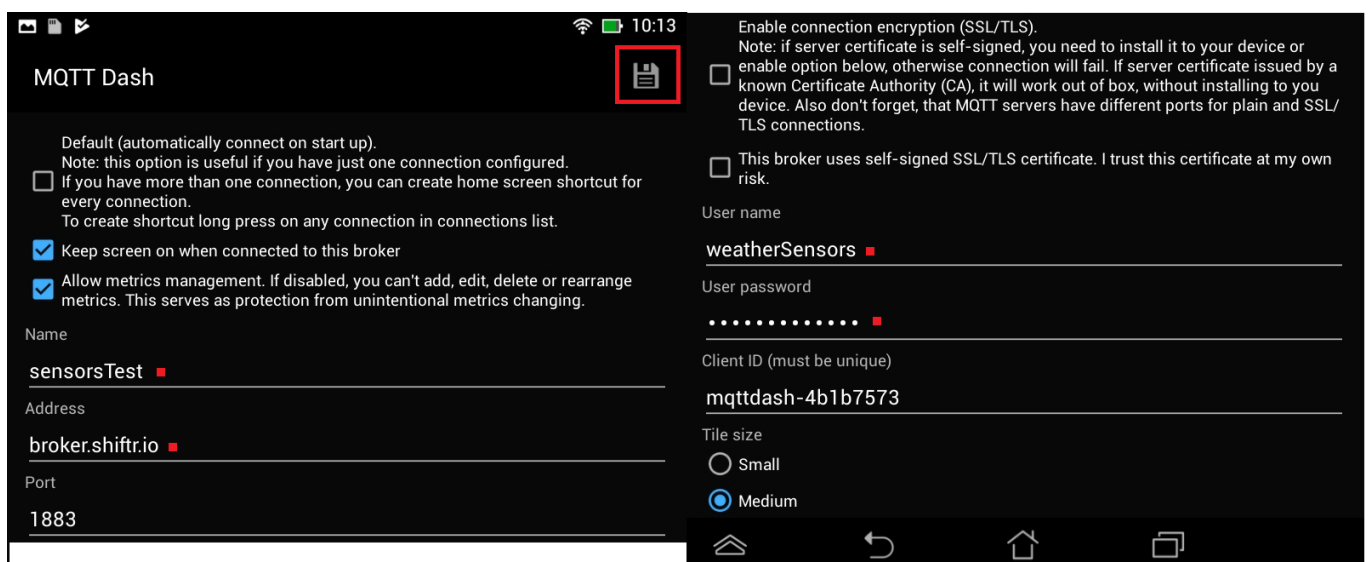 10:13
MQTT Dash
Default (automatically connect on start up).
Note: this option is useful if you have just one connection configured.
If you have more than one connection, you can create home screen shortcut for
every connection.
To create shortcut long press on any connection in connections list.
Keep screen on when connected to this broker
Allow metrics management. If disabled, you can't add, edit, delete or rearrange
metrics. This serves as protection from unintentional metrics changing.
Name
sensorsTest
Address
broker.shiftr.io
Port
1883
Enable connection encryption (SSL/TLS).
Note: if server certificate is self-signed, you need to install it to your device or
enable option below, otherwise connection will fail. If server certificate issued by a
known Certificate Authority (CA), it will work out of box, without installing to you
device. Also don't forget, that MQTT servers have different ports for plain and SSL/
TLS connections.
This broker uses self-signed SSL/TLS certificate. I trust this certificate at my own
risk.
User name
weatherSensors
User password
•••••••••••••
Client ID (must be unique)
mqttdash-4b1b7573
Tile size
Small
Medium